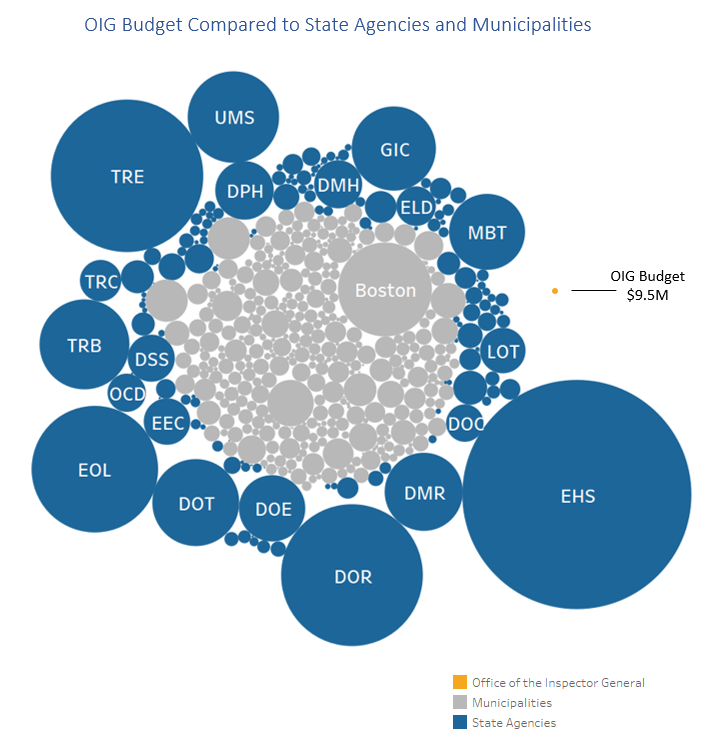 OIG Budget Compared to State Agencies and Municipalities
UMS
GIC
TRE
DPH
DMH
ELD
MBT
TRC
Boston
OIG Budget
$9.5M
TRB
DSS
LOT
OCD
EEC
DOC
EOL
DOT
DOE
DMR
EHS
DOR
Office of the Inspector General
Municipalities
State Agencies